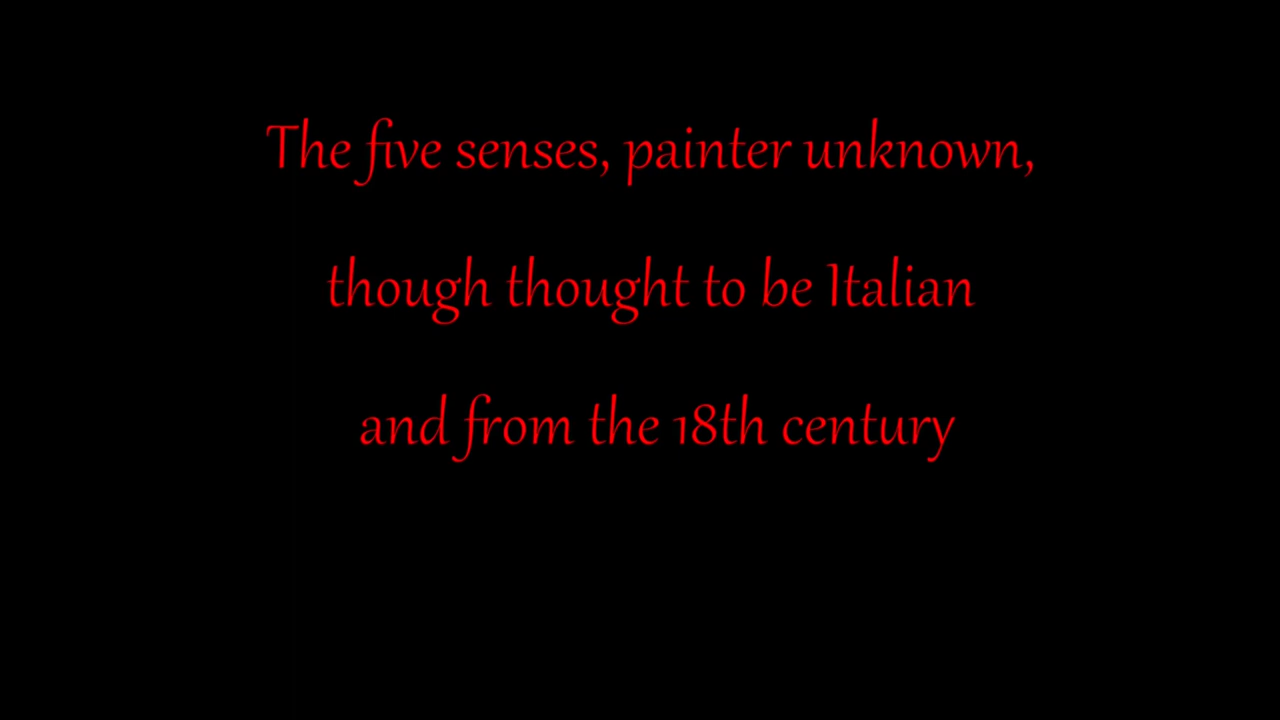 The five senses, painter unknown,
though thought to be Italian
and from the 18th century